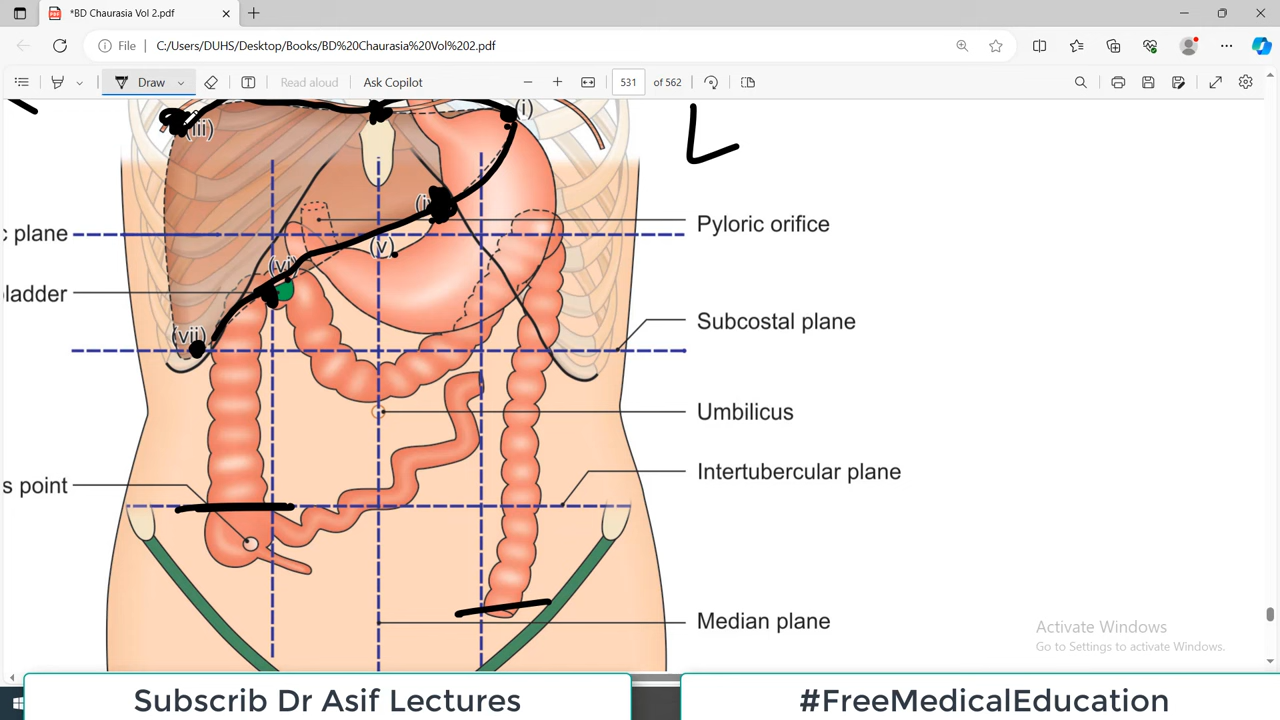 *BD Chaurasia Vol 2.pdf
File C:/Users/DUHS/Desktop/Books/BD%20Chaurasia%20Vol%202.pdf
Draw Read aloud Ask Copilot 531 of 562
(i)
(iii)
L
c plane
Pyloric orifice
(v)
(vi)
ladder
Subcostal plane
(vii)
Umbilicus
Intertubercular plane
s point
Median plane
Activate Windows
Go to Settings to activate Windows.
Subscrib Dr Asif Lectures
#FreeMedicalEducation